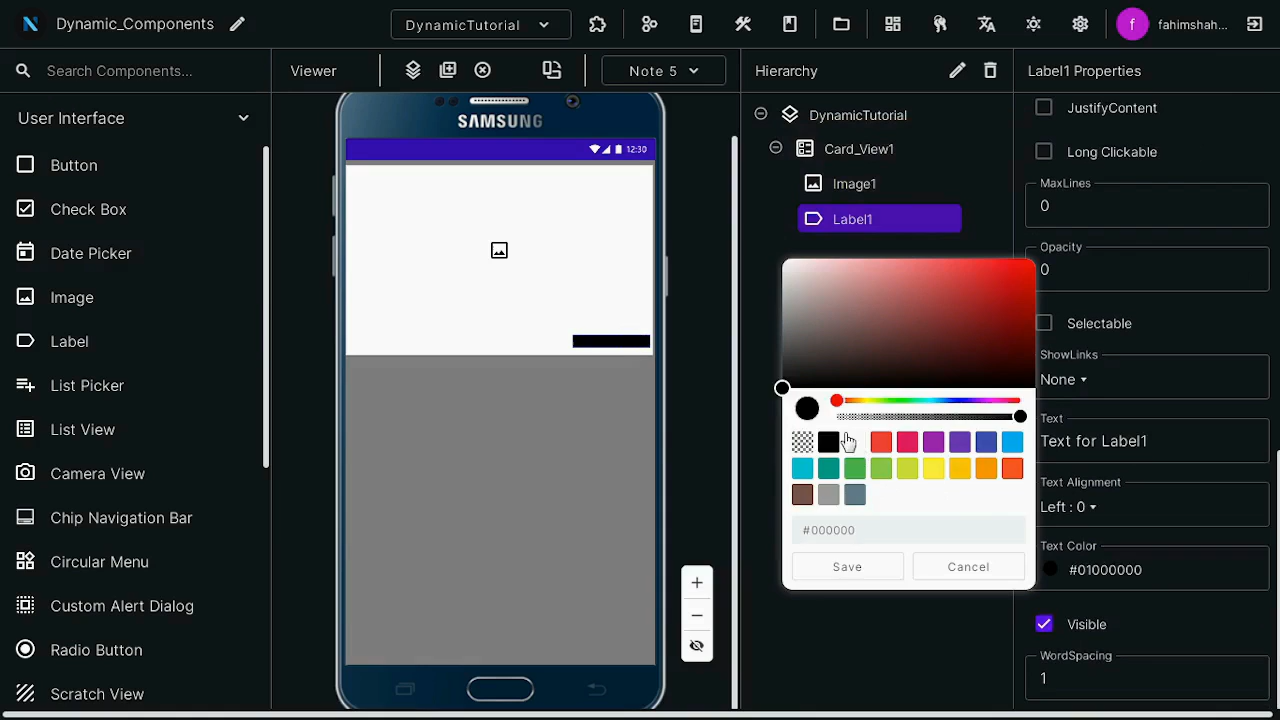 Dynamic_Components
DynamicTutorial
f
fahimshah...
Search Components...
Viewer
Note 5
Hierarchy
Label1 Properties
User Interface
Button
Check Box
Date Picker
Image
Label
List Picker
List View
Camera View
Chip Navigation Bar
Circular Menu
Custom Alert Dialog
Radio Button
Scratch View
SAMSUNG
12:30
DynamicTutorial
Card_View1
Image1
Label1
#000000
Save
Cancel
JustifyContent
Long Clickable
MaxLines
0
Opacity
0
Selectable
ShowLinks
None
Text
Text for Label1
Text Alignment
Left : 0
Text Color
#01000000
Visible
WordSpacing
1